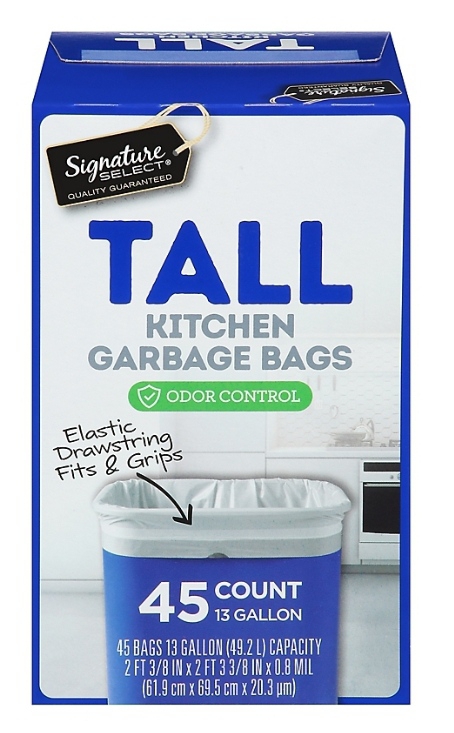 TALL
Signature
SELECT®
QUALITY GUARANTEED
TALL
KITCHEN
GARBAGE BAGS
ODOR CONTROL
Elastic
Drawstring
Fits & Grips
45 COUNT
13 GALLON
45 BAGS 13 GALLON (49.2 L) CAPACITY
2 FT 3/8 IN x 2 FT 3 3/8 IN x 0.8 MIL
(61.9 cm x 69.5 cm x 20.3 µm)